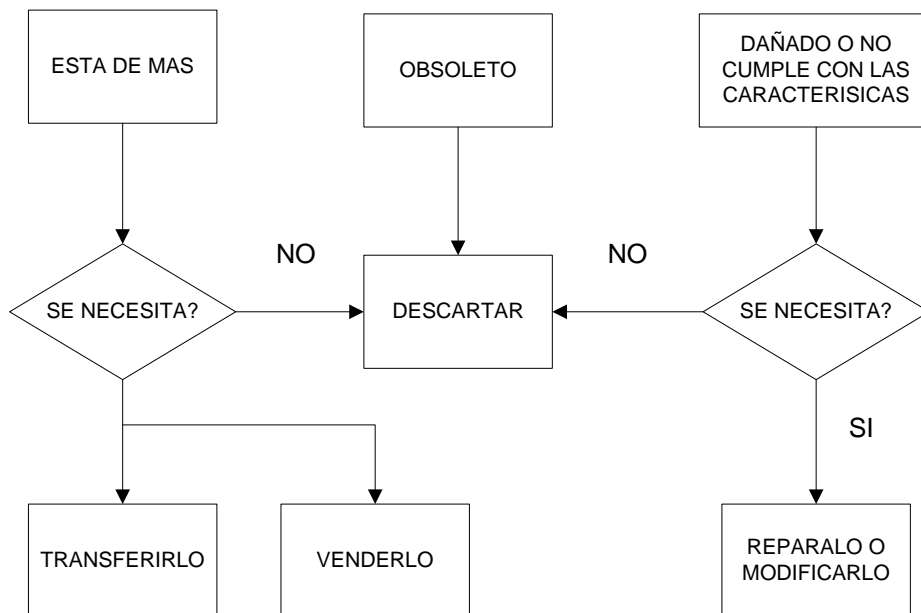 ESTA DE MAS
OBSOLETO
DAÑADO O NO
CUMPLE CON LAS
CARACTERISICAS
NO
NO
SE NECESITA?
DESCARTAR
SE NECESITA?
SI
TRANSFERIRLO
VENDERLO
REPARALO O
MODIFICARLO